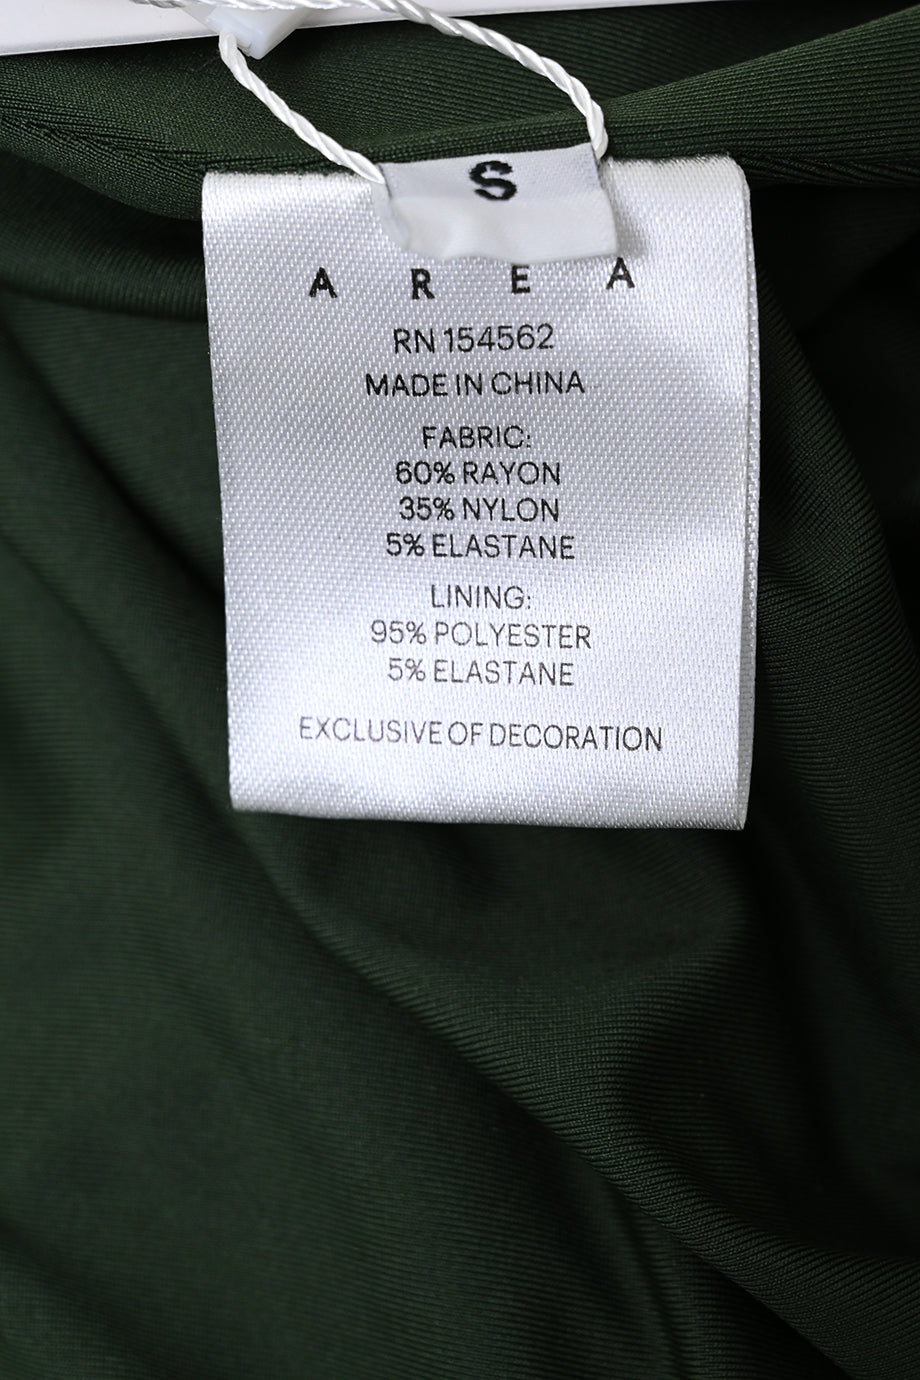 S
A R E A
RN 154562
MADE IN CHINA
FABRIC:
60% RAYON
35% NYLON
5% ELASTANE
LINING:
95% POLYESTER
5% ELASTANE
EXCLUSIVE OF DECORATION